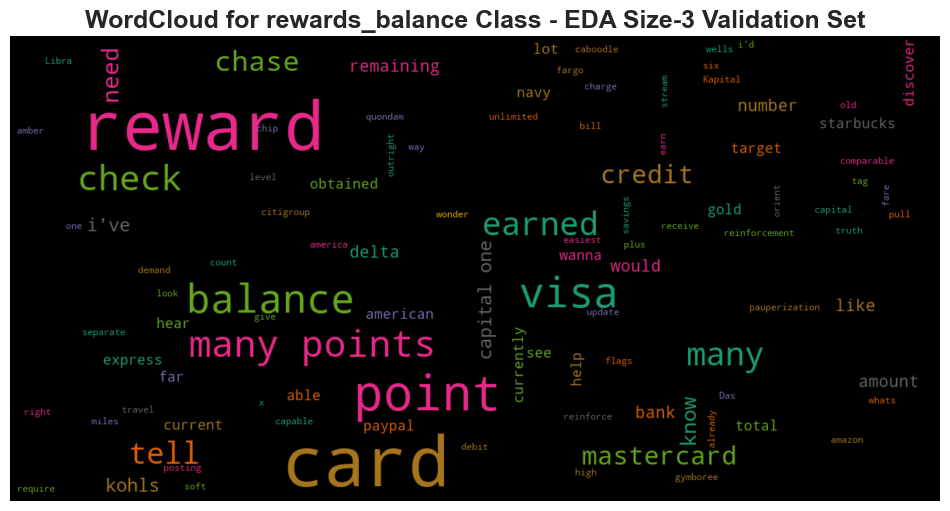 WordCloud for rewards_balance Class - EDA Size-3 Validation Set
Libra
need
chase
remaining
lot
caboodle
wells
i'd
fargo
six
Kapital
discover
navy
charge
stream
reward
chip
quondam
unlimited
bill
number
old
starbucks
amber
outright
way
earn
target
comparable
check
level
obtained
credit
tag
fare
orient
i've
one
citigroup
wonder
earned
savings
gold
capital
pull
receive
reinforcement
truth
america
delta
capital one
easiest
plus
wanna
would
demand
count
look
balance
give
visa
update
pauperization
like
hear
american
separate
many points
express
far
currently
see
help
flags
many
amount
point
able
x
capable
travel
miles
right
current
paypal
reinforce
bank
know
already
Das
total
whats
amazon
tell
posting
card
debit
mastercard
high
gymboree
kohls
soft
require